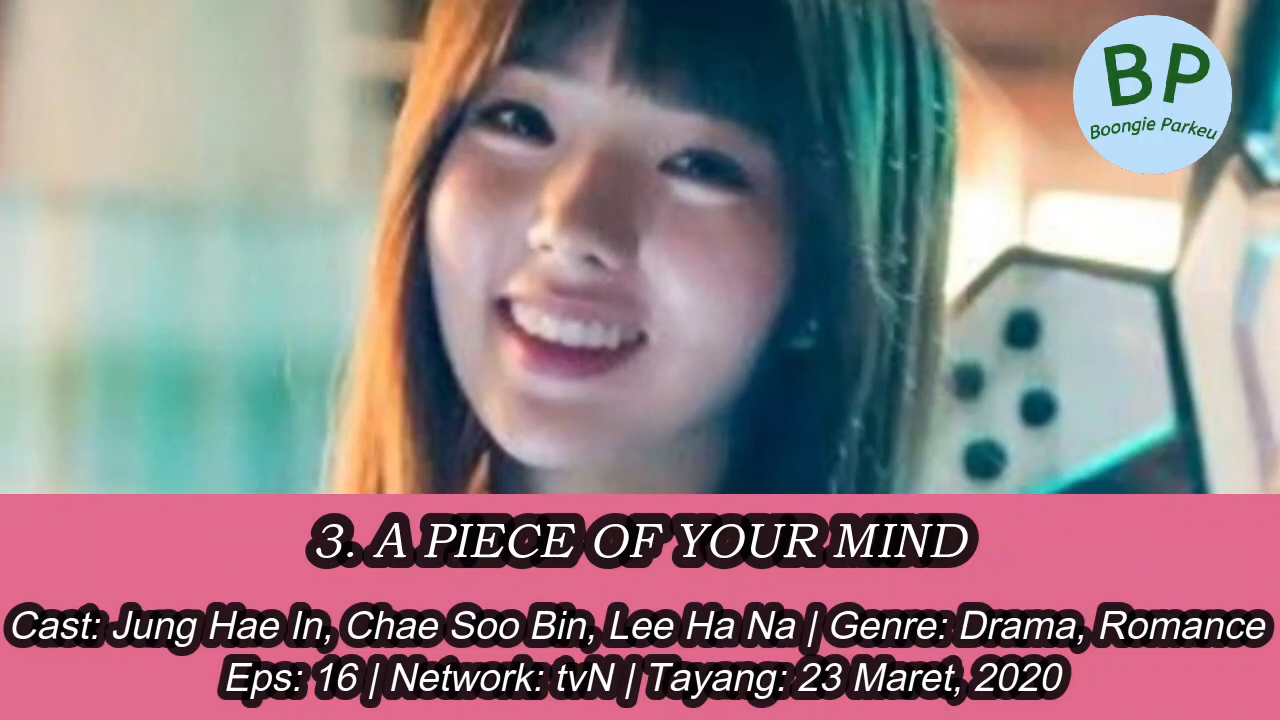 BP
Boongie Parkeu
3. A PIECE OF YOUR MIND
Cast: Jung Hae In, Chae Soo Bin, Lee Ha Na | Genre: Drama, Romance
Eps: 16 | Network: tvN | Tayang: 23 Maret, 2020